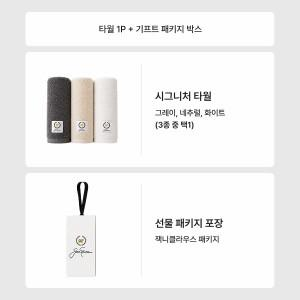 타월 1P + 기프트 패키지 박스
시그니처 타월
그레이, 네추럴, 화이트
(3종 중 택1)
선물 패키지 포장
잭니클라우스 패키지